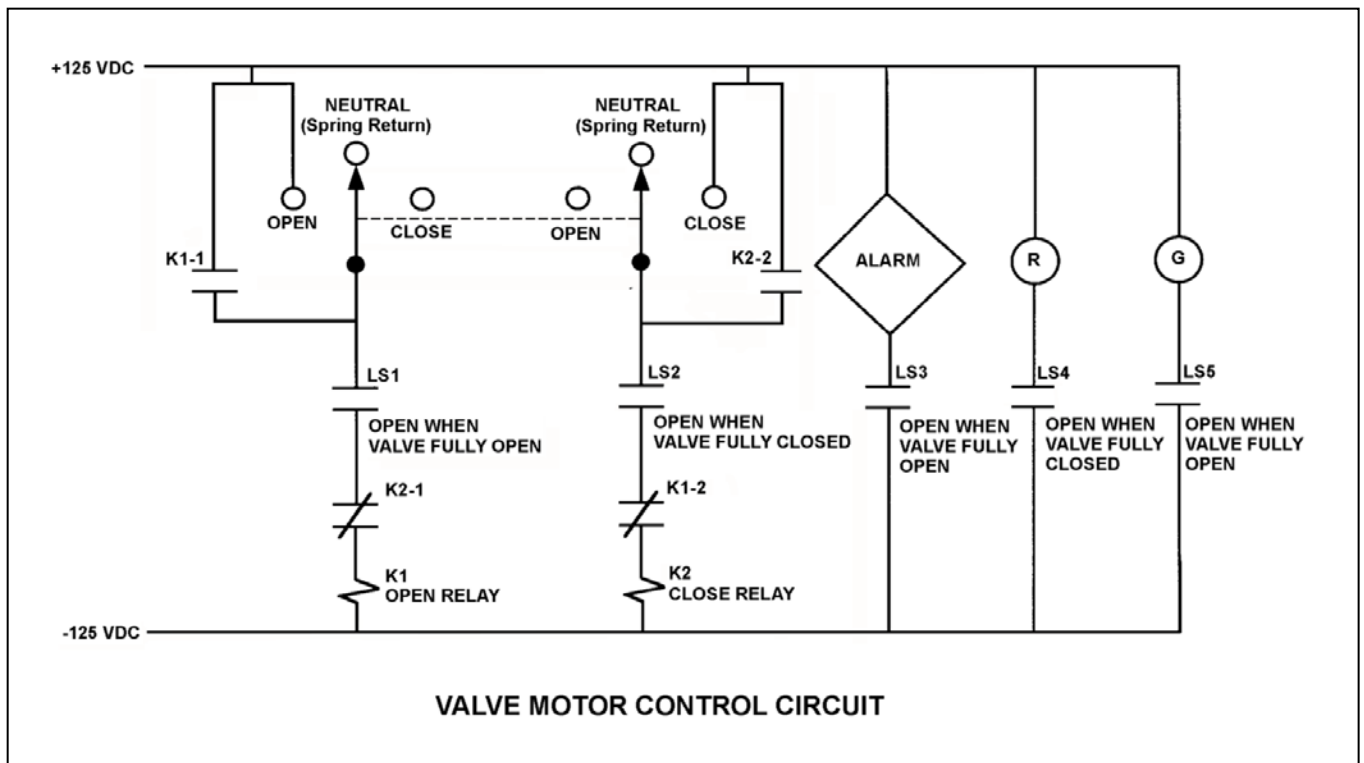 +125 VDC
NEUTRAL
(Spring Return)
NEUTRAL
(Spring Return)
OPEN
CLOSE
OPEN
CLOSE
K1-1
K2-2
ALARM
R
G
LS1
OPEN WHEN
VALVE FULLY OPEN
LS2
OPEN WHEN
VALVE FULLY CLOSED
LS3
OPEN WHEN
VALVE FULLY
OPEN
LS4
OPEN WHEN
VALVE FULLY
CLOSED
LS5
OPEN WHEN
VALVE FULLY
OPEN
K2-1
K1-2
K1
OPEN RELAY
K2
CLOSE RELAY
-125 VDC
VALVE MOTOR CONTROL CIRCUIT